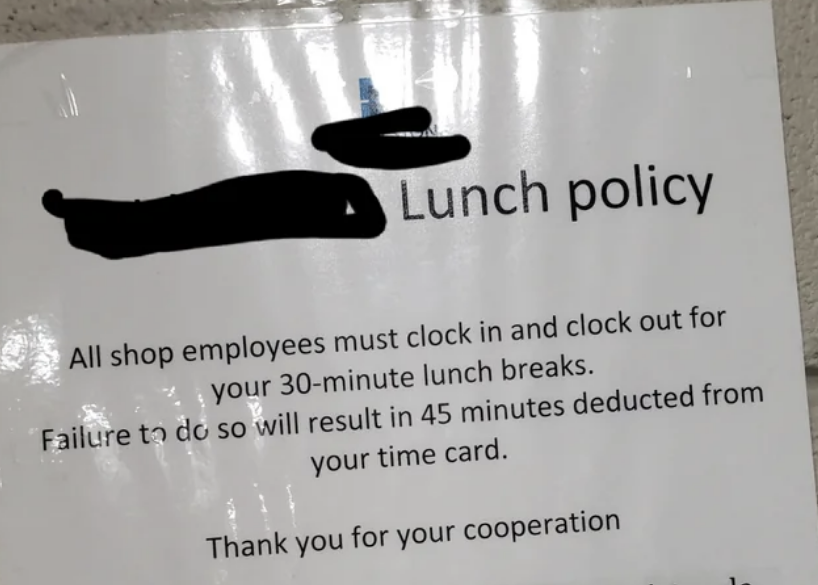 Lunch policy
All shop employees must clock in and clock out for
your 30-minute lunch breaks.
Failure to do so will result in 45 minutes deducted from
your time card.
Thank you for your cooperation